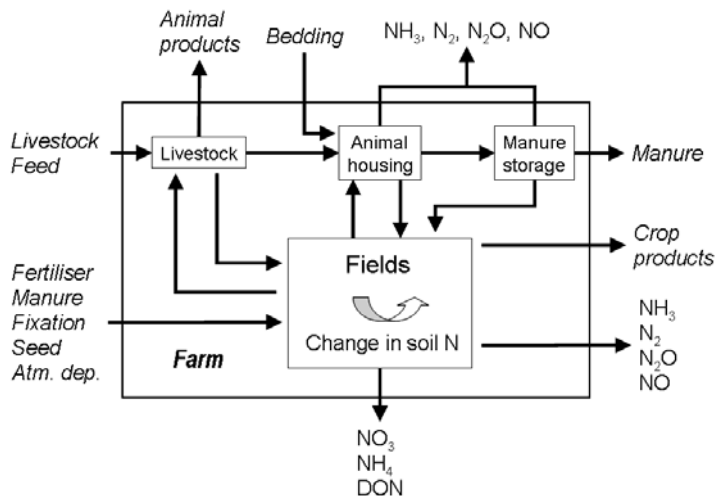 Animal
products
Bedding
NH₃, N₂, N₂O, NO
Livestock
Feed
Livestock
Animal
housing
Manure
storage
Manure
Fields
Crop
products
Fertiliser
Manure
Fixation
Seed
Atm. dep.
Farm
Change in soil N
NH₃
N₂
N₂O
NO
NO₃
NH₄
DON